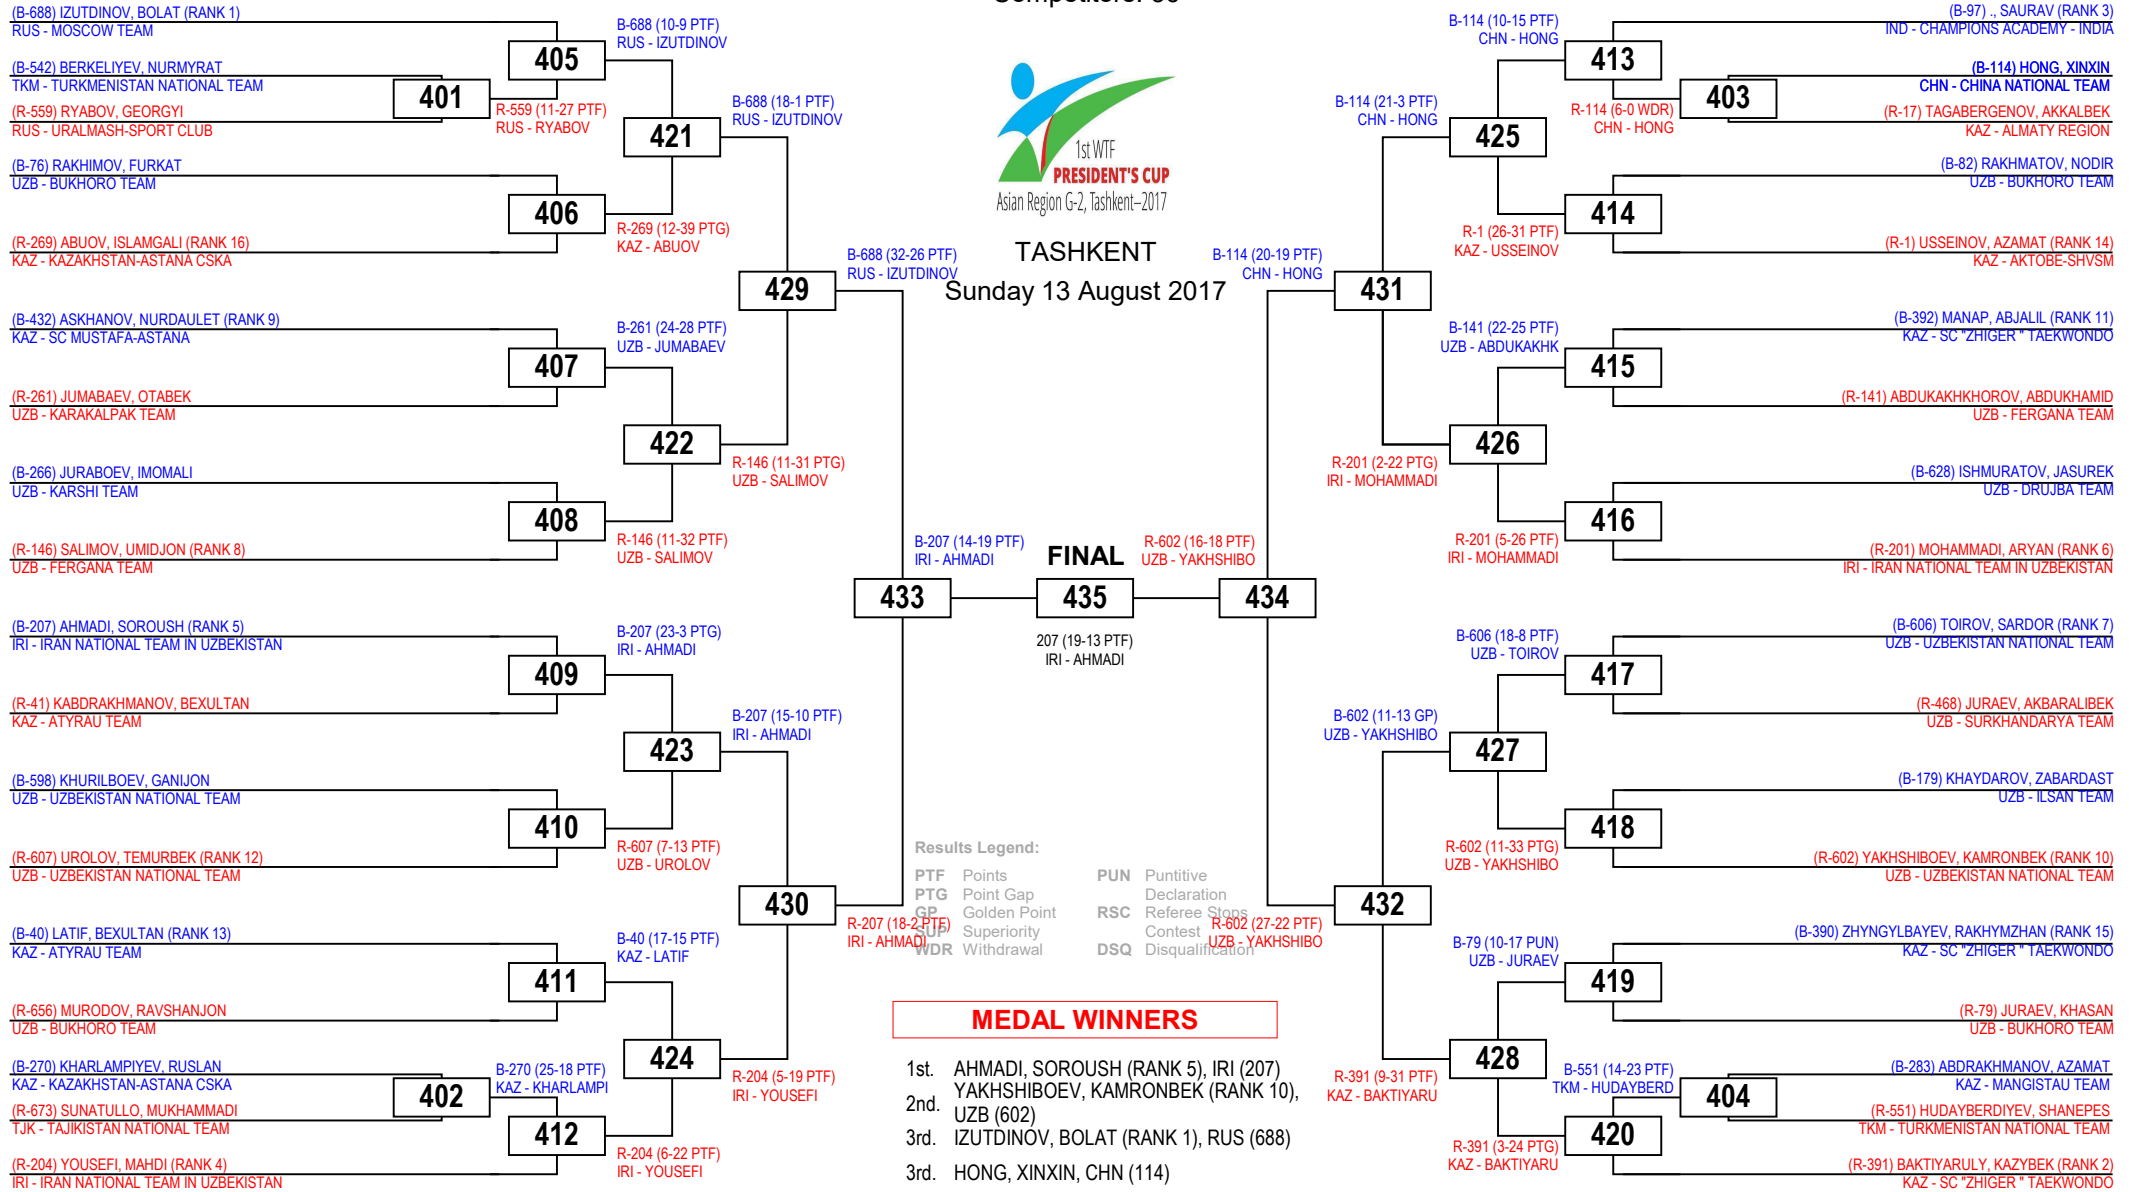 (B-688) IZUTDINOV, BOLAT (RANK 1)
RUS - MOSCOW TEAM
(B-542) BERKELIYEV, NURMYRAT
TKM - TURKMENISTAN NATIONAL TEAM
(R-559) RYABOV, GEORGYI
RUS - URALMASH-SPORT CLUB
(B-76) RAKHIMOV, FURKAT
UZB - BUKHORO TEAM
(R-269) ABUOV, ISLAMGALI (RANK 16)
KAZ - KAZAKHSTAN-ASTANA CSKA
(B-432) ASKHANOV, NURDAULET (RANK 9)
KAZ - SC MUSTAFA-ASTANA
(R-261) JUMABAEV, OTABEK
UZB - KARAKALPAK TEAM
(B-266) JURABOEV, IMOMALI
UZB - KARSHI TEAM
(R-146) SALIMOV, UMIDJON (RANK 8)
UZB - FERGANA TEAM
(B-207) AHMADI, SOROUSH (RANK 5)
IRI - IRAN NATIONAL TEAM IN UZBEKISTAN
(R-41) KABDRAKHMANOV, BEXULTAN
KAZ - ATYRAU TEAM
(B-598) KHURILBOEV, GANIJON
UZB - UZBEKISTAN NATIONAL TEAM
(R-607) UROLOV, TEMURBEK (RANK 12)
UZB - UZBEKISTAN NATIONAL TEAM
(B-40) LATIF, BEXULTAN (RANK 13)
KAZ - ATYRAU TEAM
(R-656) MURODOV, RAVSHANJON
UZB - BUKHORO TEAM
(B-270) KHARLAMPIYEV, RUSLAN
KAZ - KAZAKHSTAN-ASTANA CSKA
(R-673) SUNATULLO, MUKHAMMADI
TJK - TAJIKISTAN NATIONAL TEAM
(R-204) YOUSEFI, MAHDI (RANK 4)
IRI - IRAN NATIONAL TEAM IN UZBEKISTAN
401
402
R-559 (11-27 PTF)
RUS - RYABOV
B-270 (25-18 PTF)
KAZ - KHARLAMPI
405
406
407
408
409
410
411
412
B-688 (10-9 PTF)
RUS - IZUTDINOV
R-269 (12-39 PTG)
KAZ - ABUOV
B-261 (24-28 PTF)
UZB - JUMABAEV
R-146 (11-32 PTF)
UZB - SALIMOV
B-207 (23-3 PTG)
IRI - AHMADI
R-607 (7-13 PTF)
UZB - UROLOV
B-40 (17-15 PTF)
KAZ - LATIF
R-204 (6-22 PTF)
IRI - YOUSEFI
421
422
423
424
B-688 (18-1 PTF)
RUS - IZUTDINOV
R-146 (11-31 PTG)
UZB - SALIMOV
B-207 (15-10 PTF)
IRI - AHMADI
R-204 (5-19 PTF)
IRI - YOUSEFI
429
430
B-688 (32-26 PTF)
RUS - IZUTDINOV
R-207 (18-2 PTF)
IRI - AHMADI
433
B-207 (14-19 PTF)
IRI - AHMADI
1st WTF
PRESIDENT'S CUP
Asian Region G-2, Tashkent–2017
TASHKENT
Sunday 13 August 2017
FINAL
435
207 (19-13 PTF)
IRI - AHMADI
Results Legend:
PTF Points
PTG Point Gap
GP Golden Point
SUP Superiority
WDR Withdrawal
PUN Puntitive
Declaration
RSC Referee Stops
Contest
DSQ Disqualification
MEDAL WINNERS
1st. AHMADI, SOROUSH (RANK 5), IRI (207)
2nd. YAKHSHIBOEV, KAMRONBEK (RANK 10),
UZB (602)
3rd. IZUTDINOV, BOLAT (RANK 1), RUS (688)
3rd. HONG, XINXIN, CHN (114)
R-602 (16-18 PTF)
UZB - YAKHSHIBO
434
B-114 (20-19 PTF)
CHN - HONG
R-602 (27-22 PTF)
UZB - YAKHSHIBO
431
432
B-114 (21-3 PTF)
CHN - HONG
R-201 (2-22 PTG)
IRI - MOHAMMADI
B-602 (11-13 GP)
UZB - YAKHSHIBO
R-391 (9-31 PTF)
KAZ - BAKTIYARU
425
426
427
428
B-114 (10-15 PTF)
CHN - HONG
R-1 (26-31 PTF)
KAZ - USSEINOV
B-141 (22-25 PTF)
UZB - ABDUKAKHK
R-201 (5-26 PTF)
IRI - MOHAMMADI
B-606 (18-8 PTF)
UZB - TOIROV
R-602 (11-33 PTG)
UZB - YAKHSHIBO
B-79 (10-17 PUN)
UZB - JURAEV
R-391 (3-24 PTG)
KAZ - BAKTIYARU
413
414
415
416
417
418
419
420
R-114 (6-0 WDR)
CHN - HONG
B-551 (14-23 PTF)
TKM - HUDAYBERD
403
404
(B-97) ., SAURAV (RANK 3)
IND - CHAMPIONS ACADEMY - INDIA
(B-114) HONG, XINXIN
CHN - CHINA NATIONAL TEAM
(R-17) TAGABERGENOV, AKKALBEK
KAZ - ALMATY REGION
(B-82) RAKHMATOV, NODIR
UZB - BUKHORO TEAM
(R-1) USSEINOV, AZAMAT (RANK 14)
KAZ - AKTOBE-SHVSM
(B-392) MANAP, ABJALIL (RANK 11)
KAZ - SC "ZHIGER " TAEKWONDO
(R-141) ABDUKAKHKHOROV, ABDUKHAMID
UZB - FERGANA TEAM
(B-628) ISHMURATOV, JASUREK
UZB - DRUJBA TEAM
(R-201) MOHAMMADI, ARYAN (RANK 6)
IRI - IRAN NATIONAL TEAM IN UZBEKISTAN
(B-606) TOIROV, SARDOR (RANK 7)
UZB - UZBEKISTAN NATIONAL TEAM
(R-468) JURAEV, AKBARALIBEK
UZB - SURKHANDARYA TEAM
(B-179) KHAYDAROV, ZABARDAST
UZB - ILSAN TEAM
(R-602) YAKHSHIBOEV, KAMRONBEK (RANK 10)
UZB - UZBEKISTAN NATIONAL TEAM
(B-390) ZHYNGYLBAYEV, RAKHYMZHAN (RANK 15)
KAZ - SC "ZHIGER " TAEKWONDO
(R-79) JURAEV, KHASAN
UZB - BUKHORO TEAM
(B-283) ABDRAKHMANOV, AZAMAT
KAZ - MANGISTAU TEAM
(R-551) HUDAYBERDIYEV, SHANEPES
TKM - TURKMENISTAN NATIONAL TEAM
(R-391) BAKTIYARULY, KAZYBEK (RANK 2)
KAZ - SC "ZHIGER " TAEKWONDO